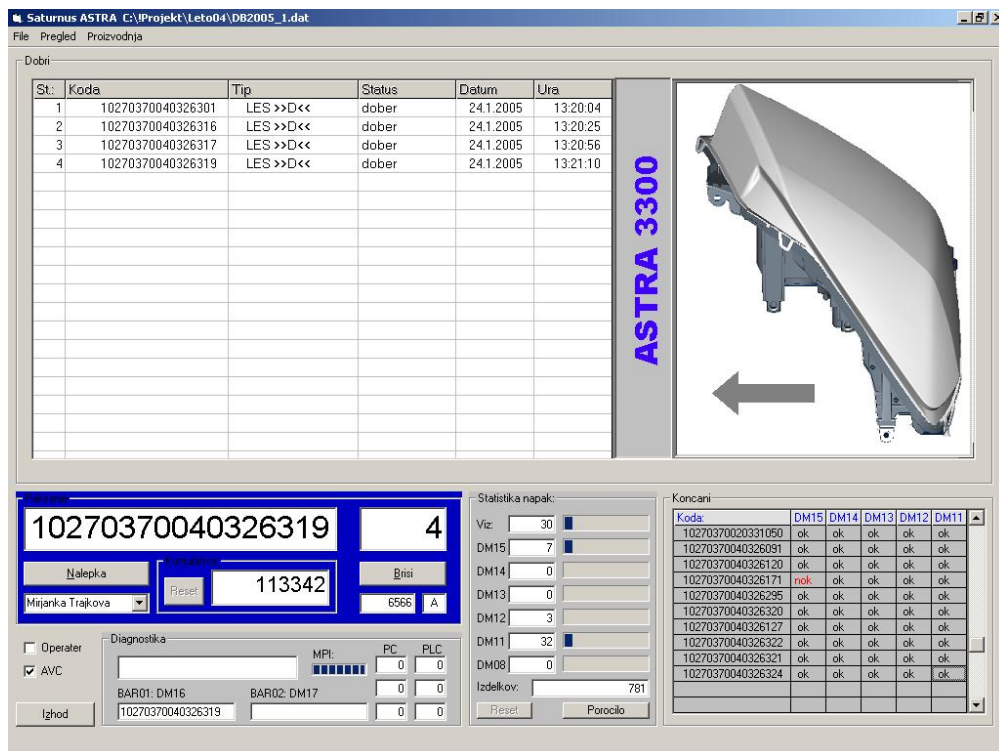 Saturnus ASTRA C:\!Projekt\Leto04\DB2005_1.dat
File Pregled Proizvodnja
Dobri
St.: Koda Tip Status Datum Ura
1 10270370040326301 LES >>D<< dober 24.1.2005 13:20:04
2 10270370040326316 LES >>D<< dober 24.1.2005 13:20:25
3 10270370040326317 LES >>D<< dober 24.1.2005 13:20:56
4 10270370040326319 LES >>D<< dober 24.1.2005 13:21:10
ASTRA 3300
10270370040326319 4
Nalepka
Reset 113342
Brisi
Mirjanka Trajkova 6566 A
Operater
AVC
Izhod
Diagnostika
MPI: PC PLC
0 0
BAR01: DM16 BAR02: DM17 0 0
10270370040326319 0 0
Statistika napak:
Viz: 30
DM15 7
DM14 0
DM13 0
DM12 3
DM11 32
DM08 0
Izdelkov: 781
Reset Porocilo
Koncani
Koda: DM15 DM14 DM13 DM12 DM11
10270370020331050 ok ok ok ok ok
10270370040326091 ok ok ok ok ok
10270370040326120 ok ok ok ok ok
10270370040326171 nok ok ok ok ok
10270370040326295 ok ok ok ok ok
10270370040326320 ok ok ok ok ok
10270370040326127 ok ok ok ok ok
10270370040326322 ok ok ok ok ok
10270370040326321 ok ok ok ok ok
10270370040326324 ok ok ok ok ok